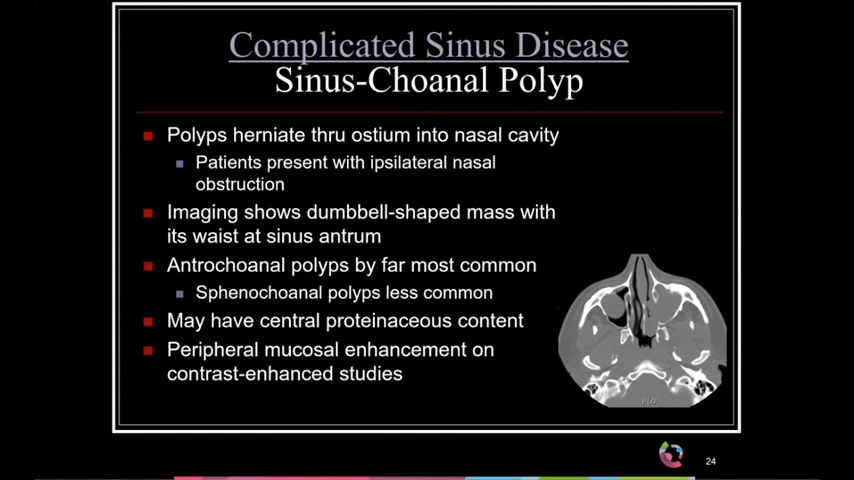 Complicated Sinus Disease
Sinus-Choanal Polyp
Polyps herniate thru ostium into nasal cavity
Patients present with ipsilateral nasal
obstruction
Imaging shows dumbbell-shaped mass with
its waist at sinus antrum
Antrochoanal polyps by far most common
Sphenochoanal polyps less common
May have central proteinaceous content
Peripheral mucosal enhancement on
contrast-enhanced studies
24